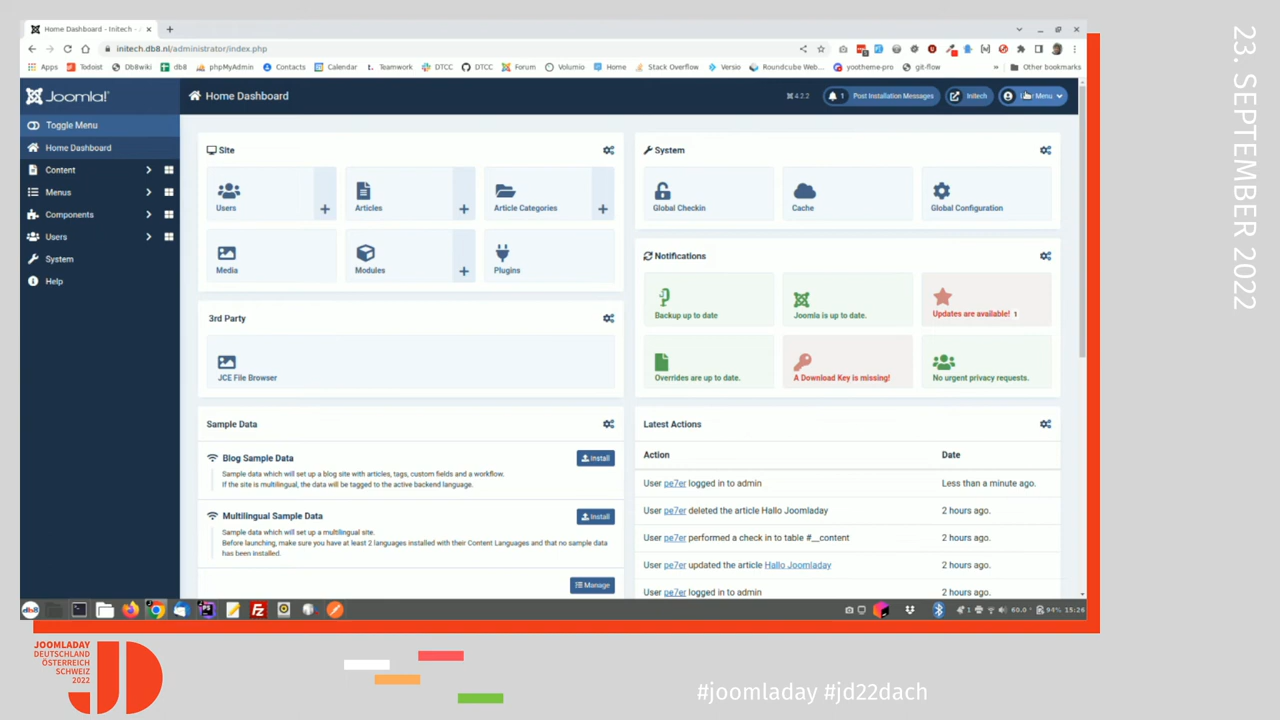 Home Dashboard - Initech -
initech.db8.nl/administrator/index.php
Apps Todoist Db8wiki db8 phpMyAdmin Contacts Calendar Teamwork DTCC DTCC Forum Volumio Home Stack Overflow Versio Roundcube Web... yootheme-pro git-flow » Other bookmarks
Joomla!
Home Dashboard
4.2.2
1 Post Installation Messages
Initech
Menu
Toggle Menu
Home Dashboard
Content
Menus
Components
Users
System
Help
Site
Users
Articles
Article Categories
Media
Modules
Plugins
3rd Party
JCE File Browser
Sample Data
Blog Sample Data
Install
Sample data which will set up a blog site with articles, tags, custom fields and a workflow.
If the site is multilingual, the data will be tagged to the active backend language.
Multilingual Sample Data
Install
Sample data which will set up a multilingual site.
Before launching, make sure you have at least 2 languages installed with their Content Languages and that no sample data
has been installed.
Manage
System
Global Checkin
Cache
Global Configuration
Notifications
Backup up to date
Joomla is up to date.
Updates are available! 1
Overrides are up to date.
A Download Key is missing!
No urgent privacy requests.
Latest Actions
Action Date
User pe7er logged in to admin Less than a minute ago.
User pe7er deleted the article Hallo Joomladay 2 hours ago.
User pe7er performed a check in to table #__content 2 hours ago.
User pe7er updated the article Hallo Joomladay 2 hours ago.
User pe7er logged in to admin 2 hours ago.
db8
1 60.0 ° 94% 15:26
23. SEPTEMBER 2022
JOOMLADAY
DEUTSCHLAND
ÖSTERREICH
SCHWEIZ
2022
JD
#joomladay #jd22dach